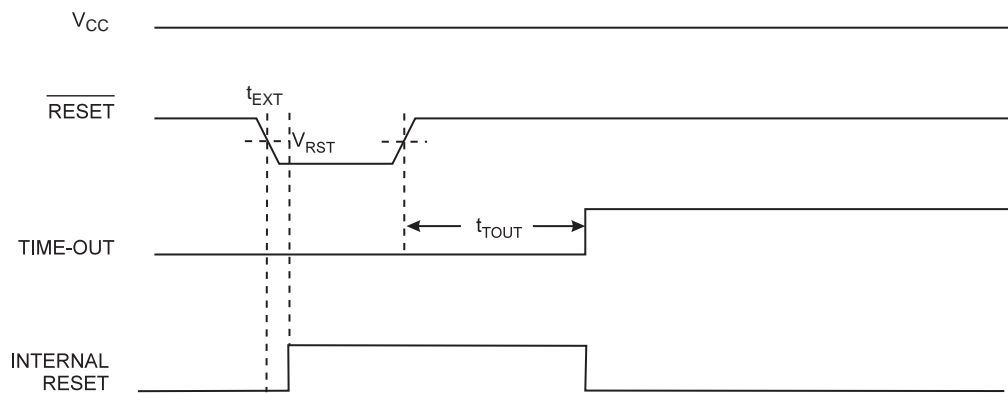 VCC
RESET
tEXT
VRST
TIME-OUT
tTOUT
INTERNAL
RESET